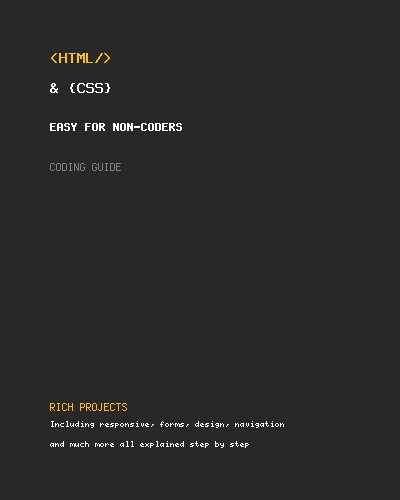 <HTML/>
& {CSS}
EASY FOR NON-CODERS
CODING GUIDE
RICH PROJECTS
Including responsive, forms, design, navigation
and much more all explained step by step